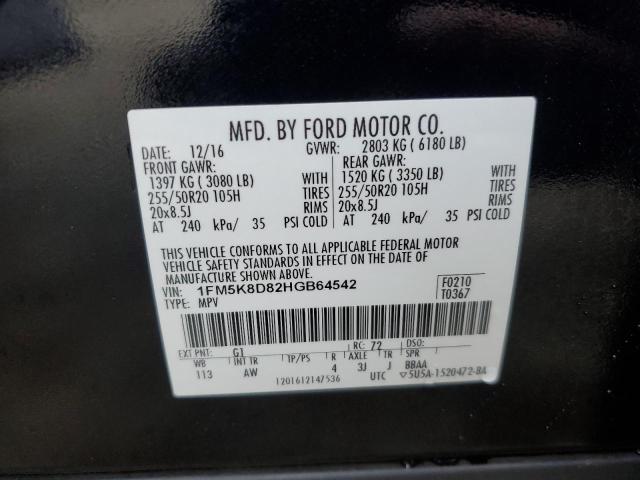 MFD. BY FORD MOTOR CO.
DATE: 12/16 GVWR: 2803 KG ( 6180 LB)
FRONT GAWR: REAR GAWR:
1397 KG ( 3080 LB) WITH 1520 KG ( 3350 LB) WITH
255/50R20 105H TIRES 255/50R20 105H TIRES
20x8.5J RIMS 20x8.5J RIMS
AT 240 kPa/ 35 PSI COLD AT 240 kPa/ 35 PSI COLD
THIS VEHICLE CONFORMS TO ALL APPLICABLE FEDERAL MOTOR
VEHICLE SAFETY STANDARDS IN EFFECT ON THE DATE OF
MANUFACTURE SHOWN ABOVE.
VIN: 1FM5K8D82HGB64542 F0210
TYPE: MPV T0367
EXT PNT: G1 RC: 72 DSO:
WB INT TR TP/PS R AXLE TR SPR
113 AW 4 3J J BBAA
1201612147536 UTC ▽5U5A-1520472-BA